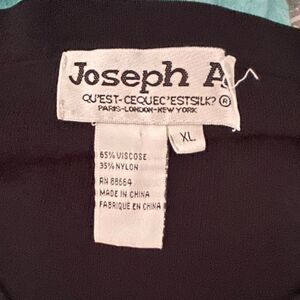 Joseph A.
QU'EST-CEQUEC'ESTSILK? ®
PARIS-LONDON-NEW YORK
XL
65% VISCOSE
35% NYLON
RN 88664
MADE IN CHINA
FABRIQUE EN CHINA